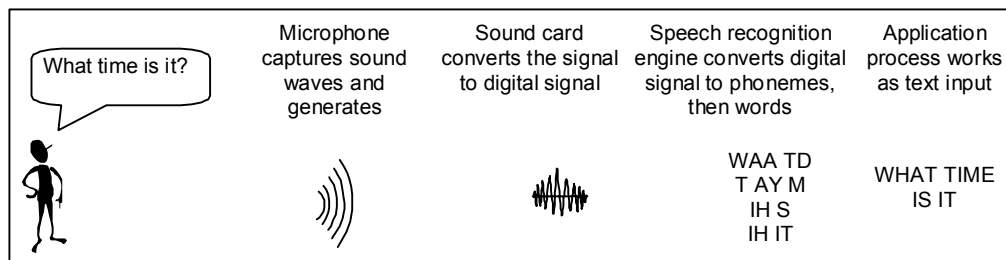 What time is it?
Microphone
captures sound
waves and
generates
Sound card
converts the signal
to digital signal
Speech recognition
engine converts digital
signal to phonemes,
then words
Application
process works
as text input
WAA TD
T AY M
IH S
IH IT
WHAT TIME
IS IT